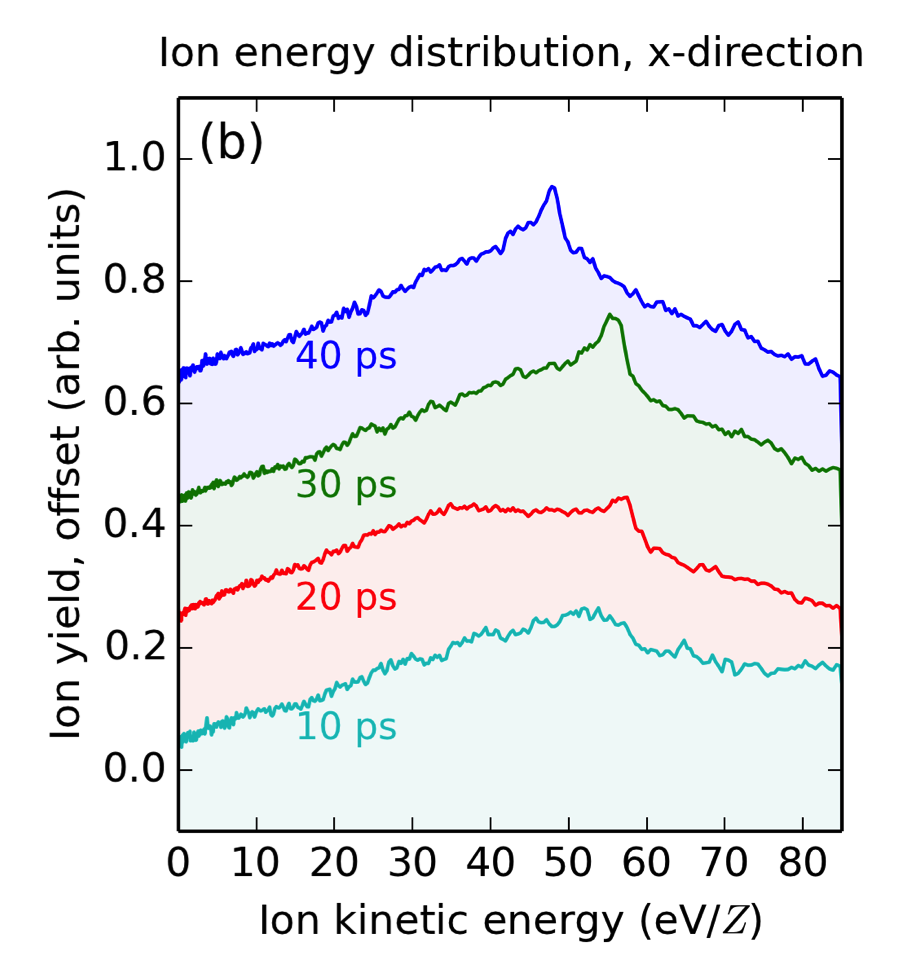 Ion energy distribution, x-direction
(b)
Ion yield, offset (arb. units)
1.0
0.8
0.6
0.4
0.2
0.0
40 ps
30 ps
20 ps
10 ps
0 10 20 30 40 50 60 70 80
Ion kinetic energy (eV/Z)